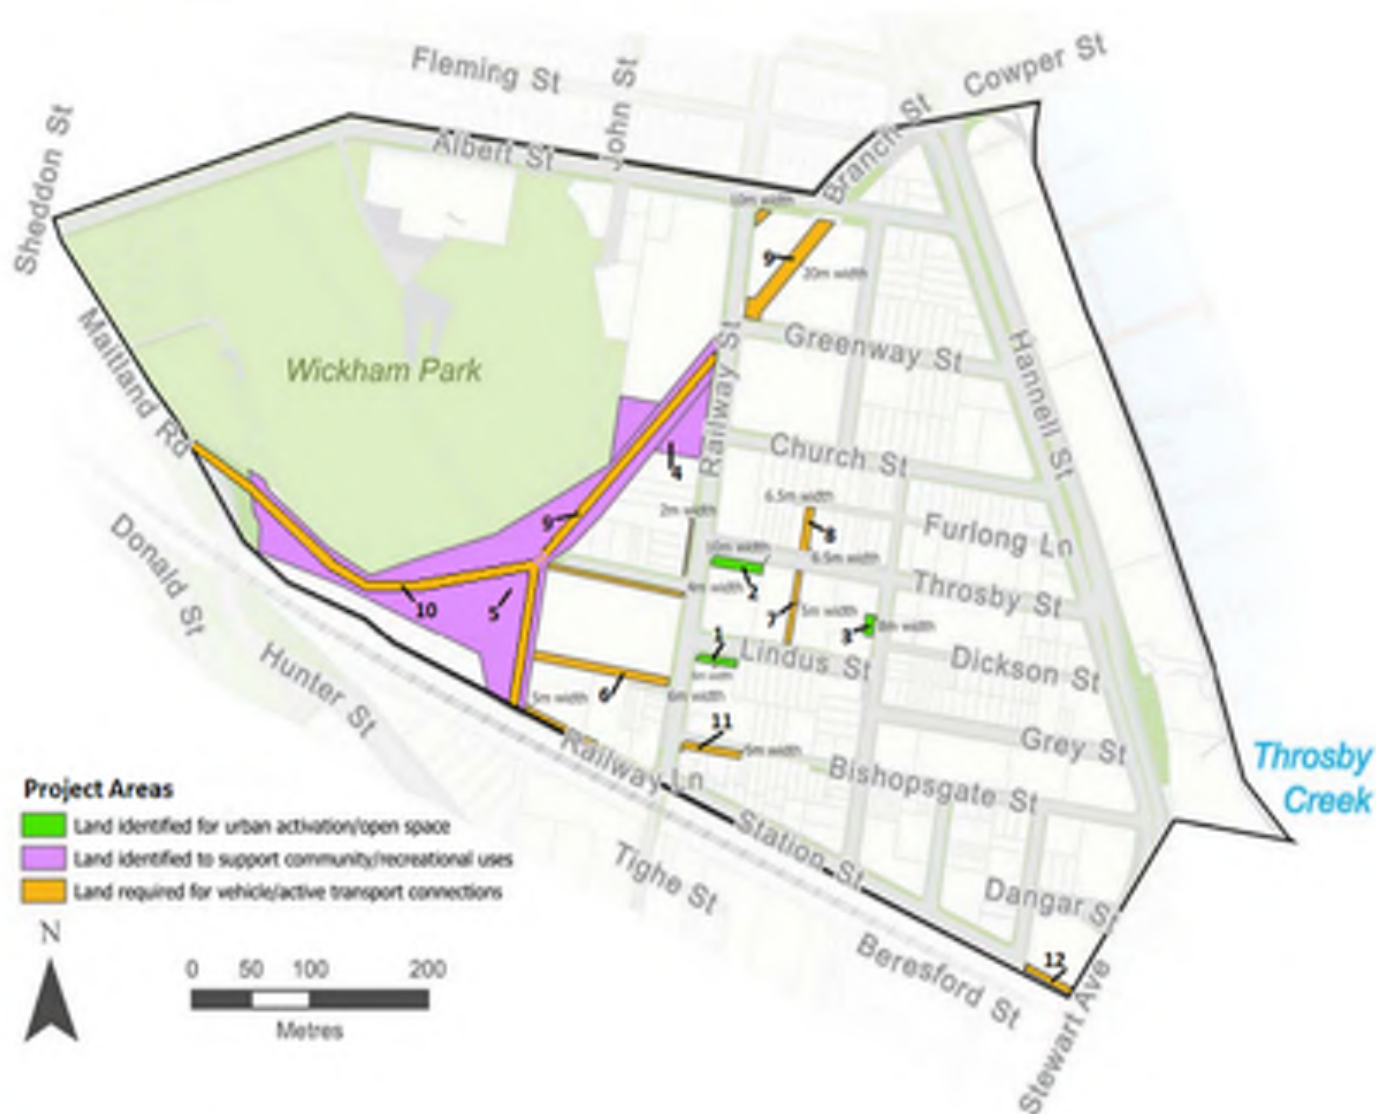 Fleming St
John St
Cowper St
Sheddon St
Albert St
Branch St
10m width
9
20m width
Maitland Rd
Wickham Park
Railway St
Greenway St
Hannell St
4
Church St
6.5m width
2m width
8
Furlong Ln
9
10m width
6.5m width
Donald St
10
5
4m width
2
Throsby St
7
5m width
3
8m width
1
Lindus St
Dickson St
Hunter St
6
5m width
6m width
11
6m width
Grey St
Railway Ln
Bishopsgate St
Throsby
Creek
Project Areas
Land identified for urban activation/open space
Land identified to support community/recreational uses
Land required for vehicle/active transport connections
Station St
Tighe St
Dangar St
N
Beresford St
12
Stewart Ave
0 50 100 200
Metres